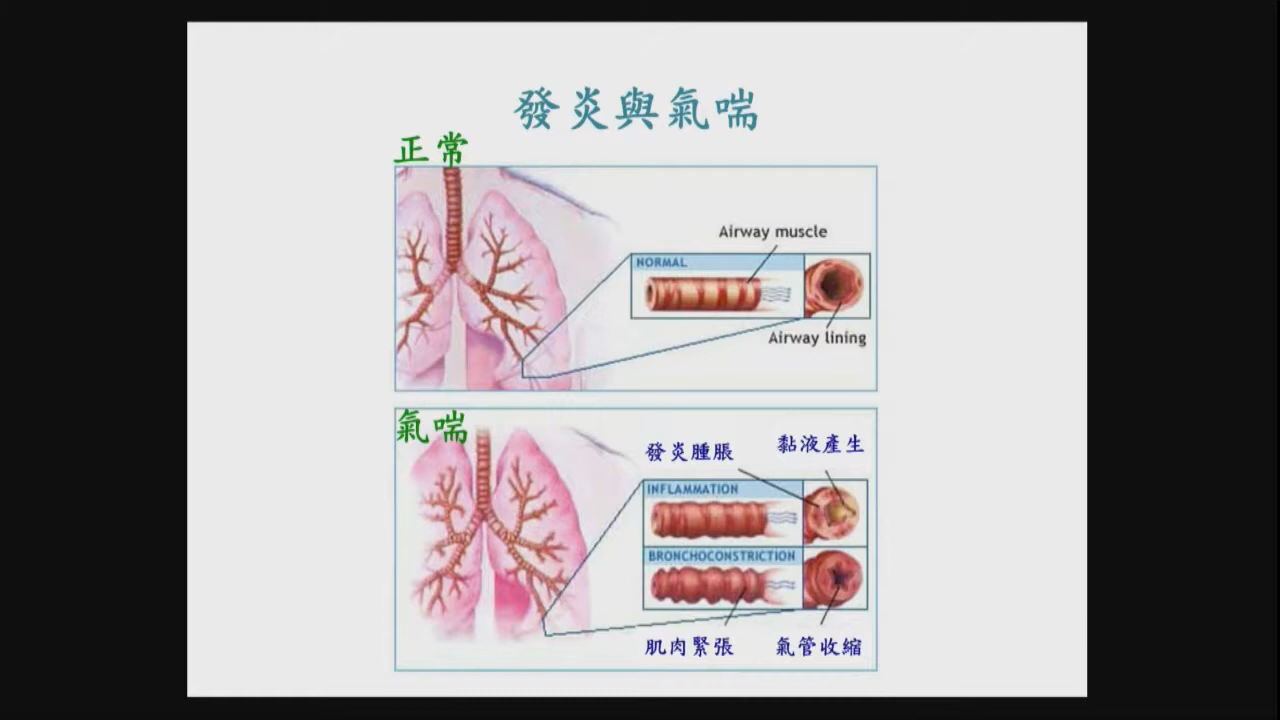 發炎與氣喘
正常
Airway muscle
NORMAL
Airway lining
氣喘
發炎腫脹
黏液產生
INFLAMMATION
BRONCHOCONSTRICTION
肌肉緊張
氣管收縮